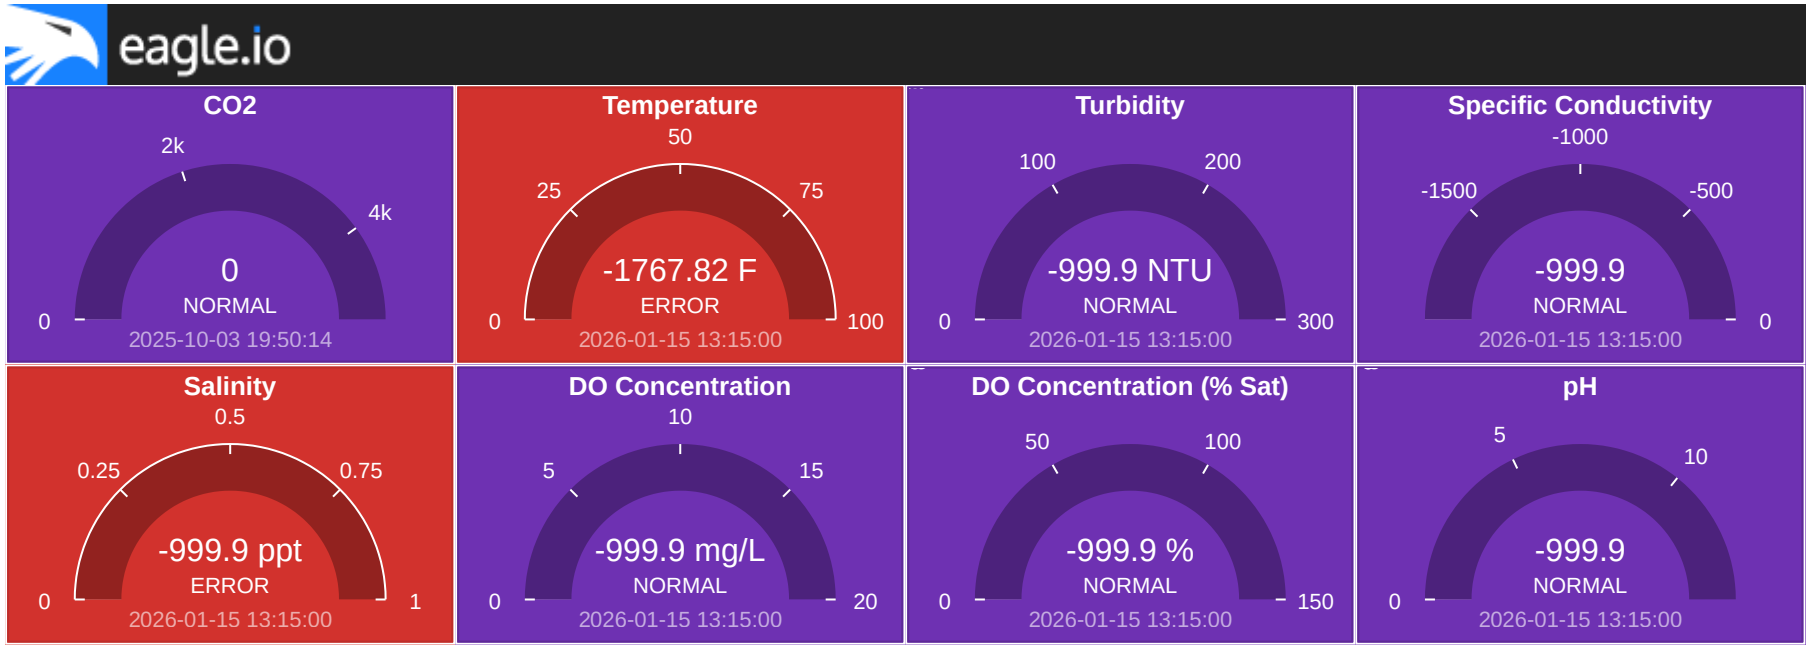 eagle.io
CO2
2k
4k
0
0
NORMAL
2025-10-03 19:50:14
Temperature
50
25
75
-1767.82 F
ERROR
0
100
2026-01-15 13:15:00
Turbidity
100
200
-999.9 NTU
NORMAL
0
300
2026-01-15 13:15:00
Specific Conductivity
-1000
-1500
-500
-999.9
NORMAL
0
2026-01-15 13:15:00
Salinity
0.5
0.25
0.75
-999.9 ppt
ERROR
0
1
2026-01-15 13:15:00
DO Concentration
10
5
15
-999.9 mg/L
NORMAL
0
20
2026-01-15 13:15:00
DO Concentration (% Sat)
50
100
-999.9 %
NORMAL
0
150
2026-01-15 13:15:00
pH
5
10
-999.9
NORMAL
0
2026-01-15 13:15:00